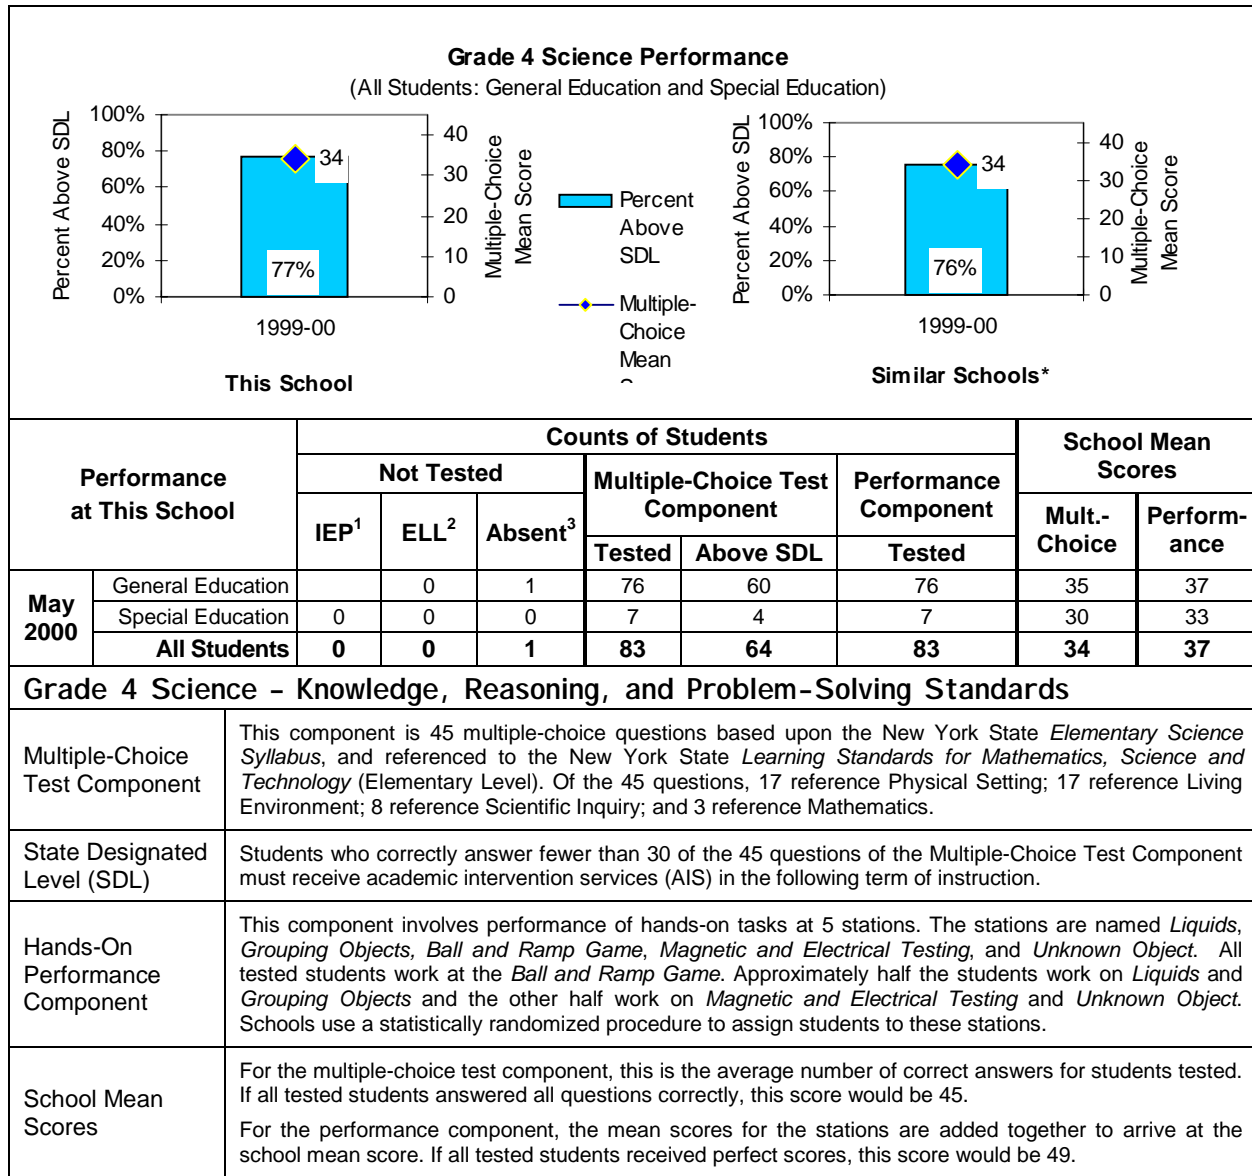 Grade 4 Science Performance
(All Students: General Education and Special Education)
Percent Above SDL
100%
80%
60%
40%
20%
0%
34
77%
40
30
20
10
0
Multiple-Choice
Mean Score
1999-00
This School
Percent
Above
SDL
Multiple-
Choice
Mean
Percent Above SDL
100%
80%
60%
40%
20%
0%
34
76%
40
30
20
10
0
Multiple-Choice
Mean Score
1999-00
Similar Schools*
Performance
at This School
Counts of Students
School Mean
Scores
Not Tested
Multiple-Choice Test
Component
Performance
Component
IEP1 ELL2 Absent3
Tested Above SDL Tested
Mult.-
Choice
Perform-
ance
May
2000
General Education 0 1 76 60 76 35 37
Special Education 0 0 0 7 4 7 30 33
All Students 0 0 1 83 64 83 34 37
Grade 4 Science – Knowledge, Reasoning, and Problem-Solving Standards
Multiple-Choice
Test Component
This component is 45 multiple-choice questions based upon the New York State Elementary Science
Syllabus, and referenced to the New York State Learning Standards for Mathematics, Science and
Technology (Elementary Level). Of the 45 questions, 17 reference Physical Setting; 17 reference Living
Environment; 8 reference Scientific Inquiry; and 3 reference Mathematics.
State Designated
Level (SDL)
Students who correctly answer fewer than 30 of the 45 questions of the Multiple-Choice Test Component
must receive academic intervention services (AIS) in the following term of instruction.
Hands-On
Performance
Component
This component involves performance of hands-on tasks at 5 stations. The stations are named Liquids,
Grouping Objects, Ball and Ramp Game, Magnetic and Electrical Testing, and Unknown Object. All
tested students work at the Ball and Ramp Game. Approximately half the students work on Liquids and
Grouping Objects and the other half work on Magnetic and Electrical Testing and Unknown Object.
Schools use a statistically randomized procedure to assign students to these stations.
School Mean
Scores
For the multiple-choice test component, this is the average number of correct answers for students tested.
If all tested students answered all questions correctly, this score would be 45.
For the performance component, the mean scores for the stations are added together to arrive at the
school mean score. If all tested students received perfect scores, this score would be 49.